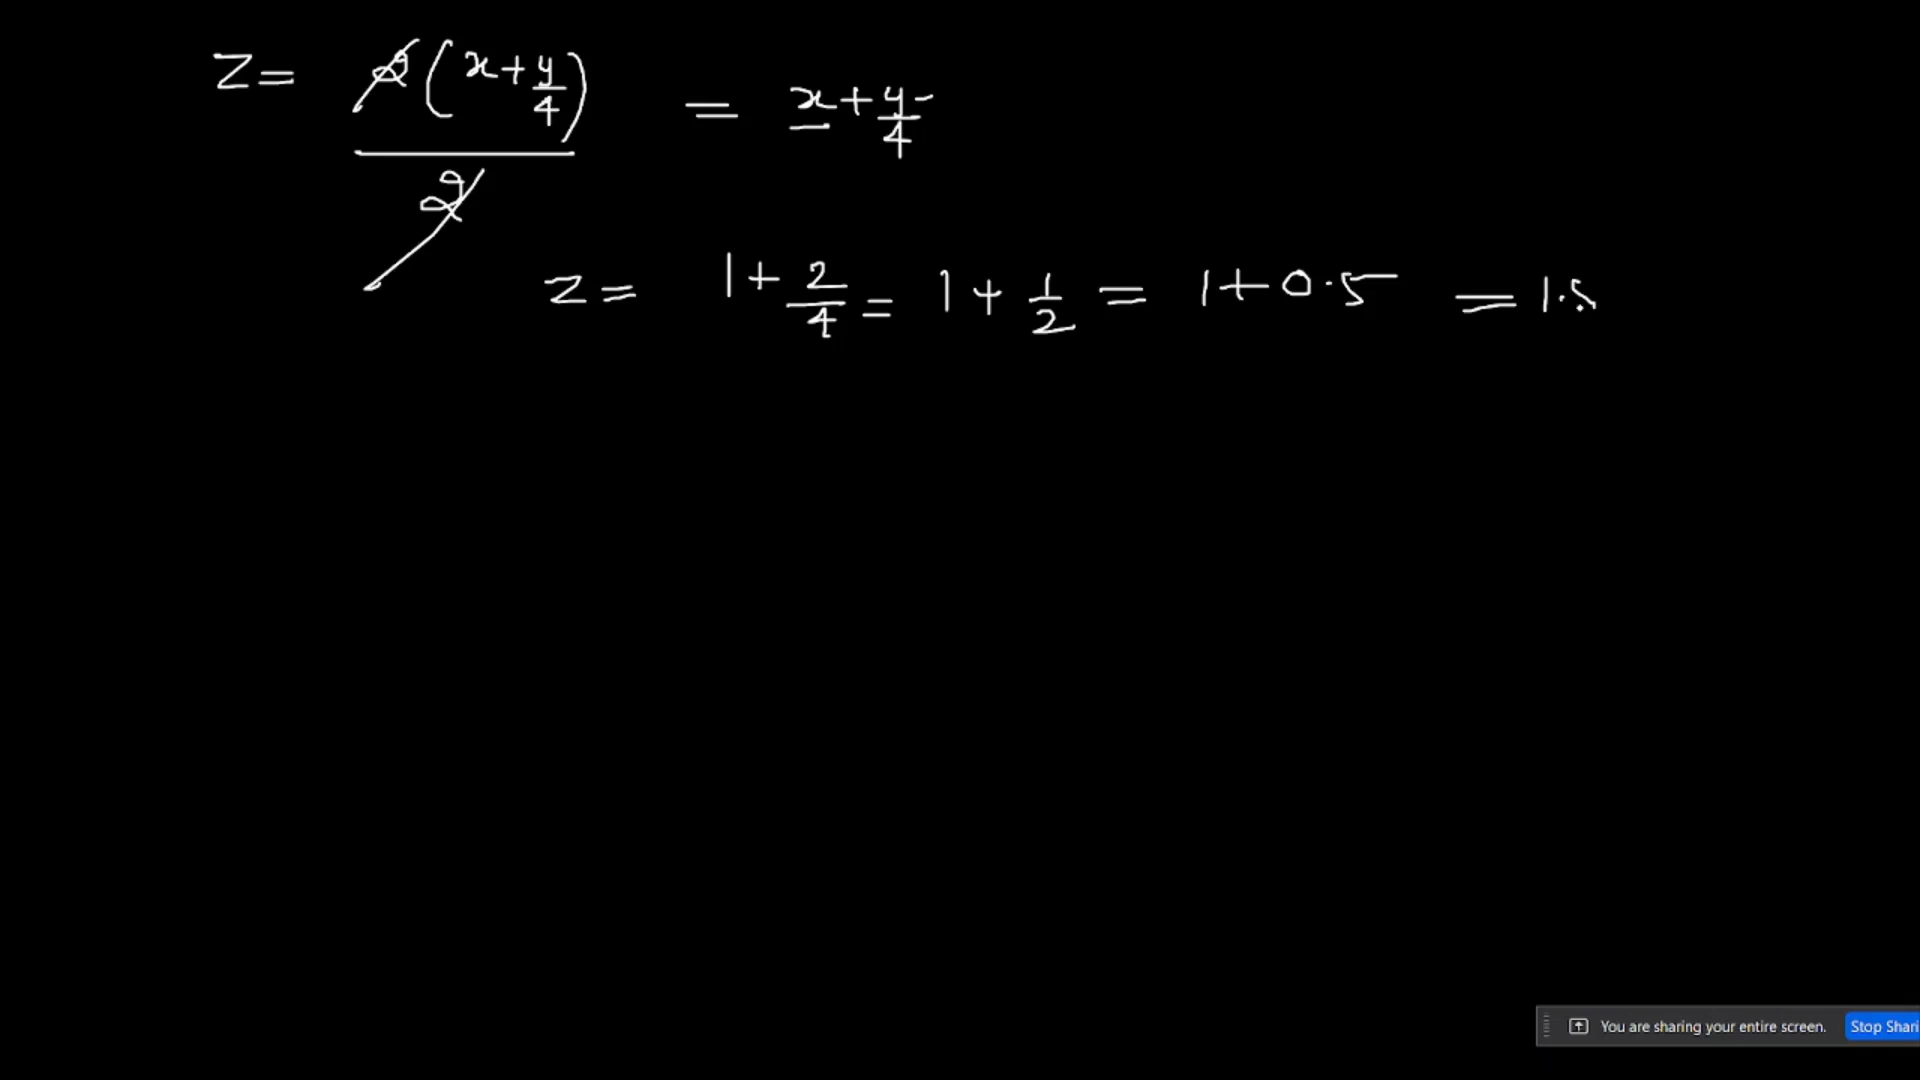 Z = 2(x + y/4) / 2 = x + y/4
Z = 1 + 2/4 = 1 + 1/2 = 1 + 0.5 = 1.5
You are sharing your entire screen. Stop Shari